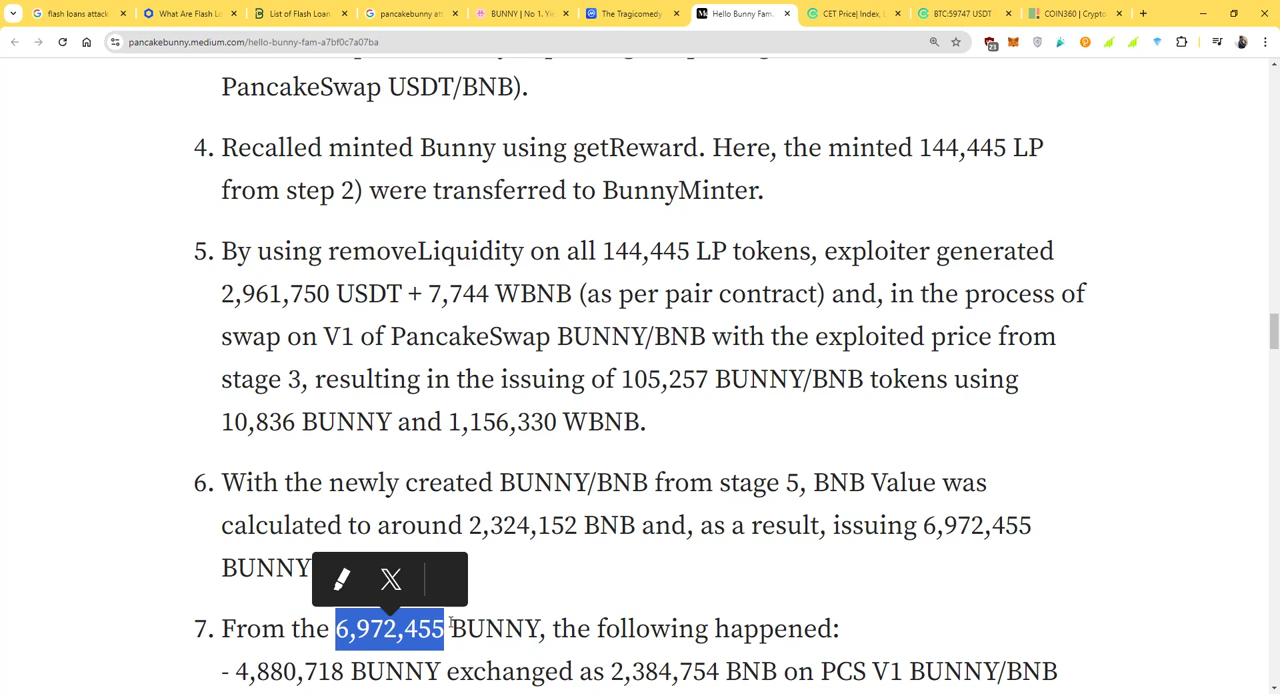 flash loans attack
What Are Flash Lo
List of Flash Loan
pancakebunny att
BUNNY | No 1. Yie
The Tragicomedy
Hello Bunny Fam.
CET Price| Index, L
BTC:59747 USDT
COIN360 | Crypto
pancakebunny.medium.com/hello-bunny-fam-a7bf0c7a07ba
23
PancakeSwap USDT/BNB).
4. Recalled minted Bunny using getReward. Here, the minted 144,445 LP
from step 2) were transferred to BunnyMinter.
5. By using removeLiquidity on all 144,445 LP tokens, exploiter generated
2,961,750 USDT + 7,744 WBNB (as per pair contract) and, in the process of
swap on V1 of PancakeSwap BUNNY/BNB with the exploited price from
stage 3, resulting in the issuing of 105,257 BUNNY/BNB tokens using
10,836 BUNNY and 1,156,330 WBNB.
6. With the newly created BUNNY/BNB from stage 5, BNB Value was
calculated to around 2,324,152 BNB and, as a result, issuing 6,972,455
BUNNY
7. From the 6,972,455 BUNNY, the following happened:
- 4,880,718 BUNNY exchanged as 2,384,754 BNB on PCS V1 BUNNY/BNB